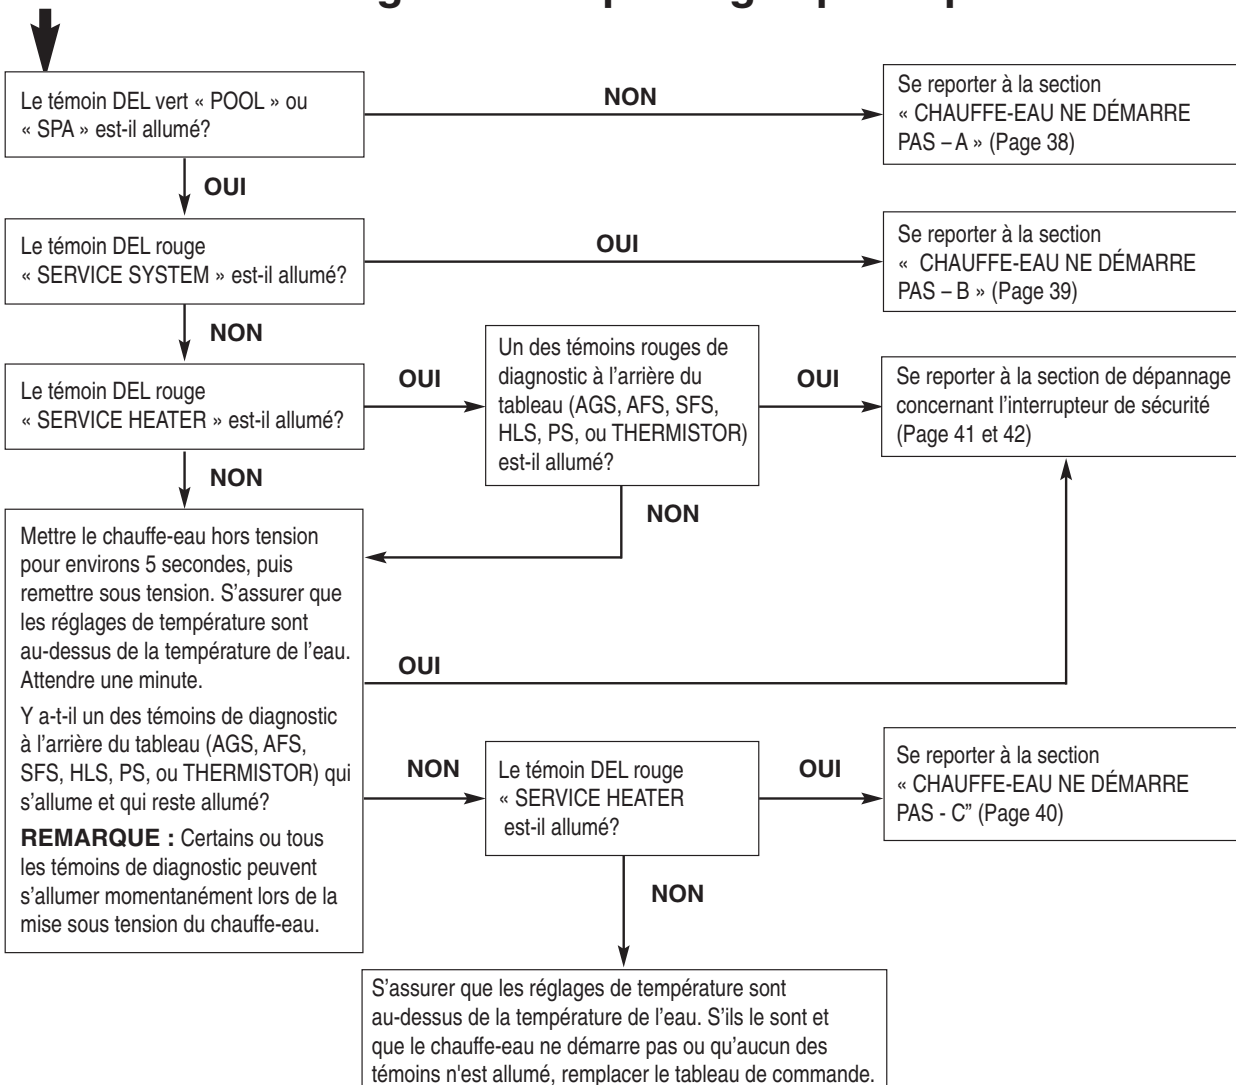 Le témoin DEL vert « POOL » ou
« SPA » est-il allumé?
NON
Se reporter à la section
« CHAUFFE-EAU NE DÉMARRE
PAS – A » (Page 38)
OUI
Le témoin DEL rouge
« SERVICE SYSTEM » est-il allumé?
OUI
Se reporter à la section
« CHAUFFE-EAU NE DÉMARRE
PAS – B » (Page 39)
NON
Le témoin DEL rouge
« SERVICE HEATER » est-il allumé?
OUI
Un des témoins rouges de
diagnostic à l'arrière du
tableau (AGS, AFS, SFS,
HLS, PS, ou THERMISTOR)
est-il allumé?
OUI
Se reporter à la section de dépannage
concernant l'interrupteur de sécurité
(Page 41 et 42)
NON
NON
Mettre le chauffe-eau hors tension
pour environs 5 secondes, puis
remettre sous tension. S'assurer que
les réglages de température sont
au-dessus de la température de l'eau.
Attendre une minute.
Y a-t-il un des témoins de diagnostic
à l'arrière du tableau (AGS, AFS,
SFS, HLS, PS, ou THERMISTOR) qui
s'allume et qui reste allumé?
REMARQUE : Certains ou tous
les témoins de diagnostic peuvent
s'allumer momentanément lors de la
mise sous tension du chauffe-eau.
OUI
NON
Le témoin DEL rouge
« SERVICE HEATER
est-il allumé?
OUI
Se reporter à la section
« CHAUFFE-EAU NE DÉMARRE
PAS - C” (Page 40)
NON
S'assurer que les réglages de température sont
au-dessus de la température de l'eau. S'ils le sont et
que le chauffe-eau ne démarre pas ou qu'aucun des
témoins n'est allumé, remplacer le tableau de commande.